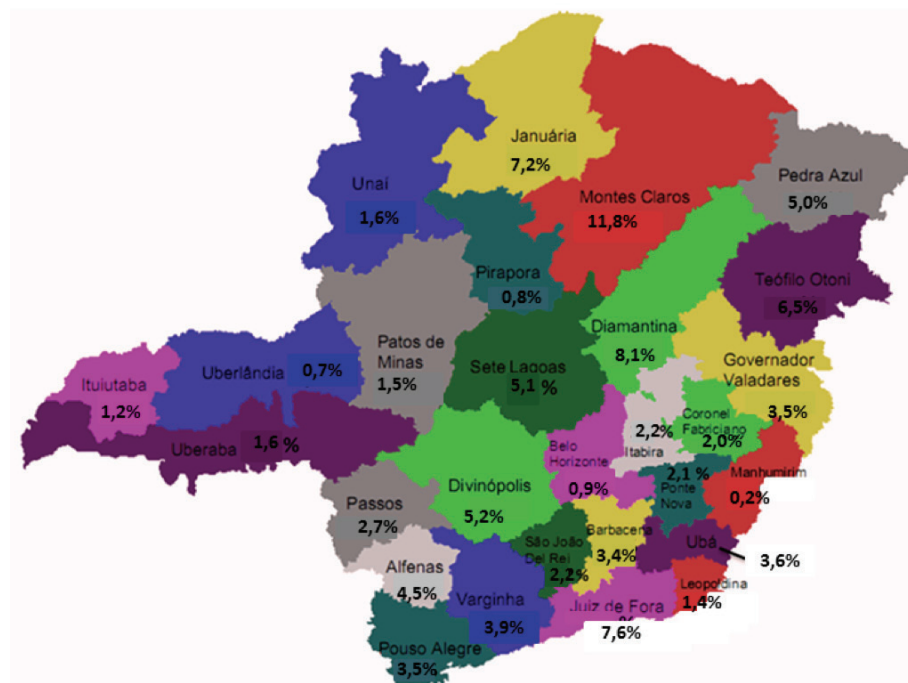 Januária
7,2%
Montes Claros
11,8%
Pedra Azul
5,0%
Unaí
1,6%
Pirapora
0,8%
Teófilo Otoni
6,5%
Diamantina
8,1%
Patos de
Minas
1,5%
Sete Lagoas
5,1 %
Governador
Valadares
3,5%
Uberlândia 0,7%
Ituiutaba
1,2%
Uberaba 1,6 %
Coronel
Fabriciano
2,0%
2,2%
Itabira
Belo
Horizonte
0,9%
2,1 %
Ponte
Nova
Manhumirim
0,2%
Divinópolis
5,2%
Passos
2,7%
Barbacena
3,4%
São João
Del Rei
2,2%
Ubá
3,6%
Alfenas
4,5%
Leopoldina
1,4%
Varginha
3,9%
Juiz de Fora
%
7,6%
Pouso Alegre
3,5%